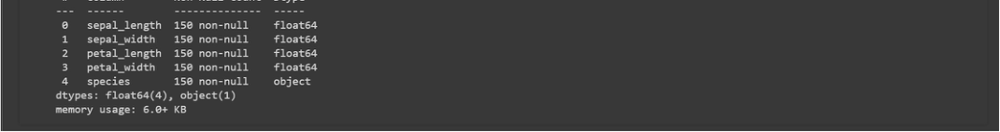 ---  ------        --------------  -----
0   sepal_length  150 non-null    float64
1   sepal_width   150 non-null    float64
2   petal_length  150 non-null    float64
3   petal_width   150 non-null    float64
4   species       150 non-null    object
dtypes: float64(4), object(1)
memory usage: 6.0+ KB